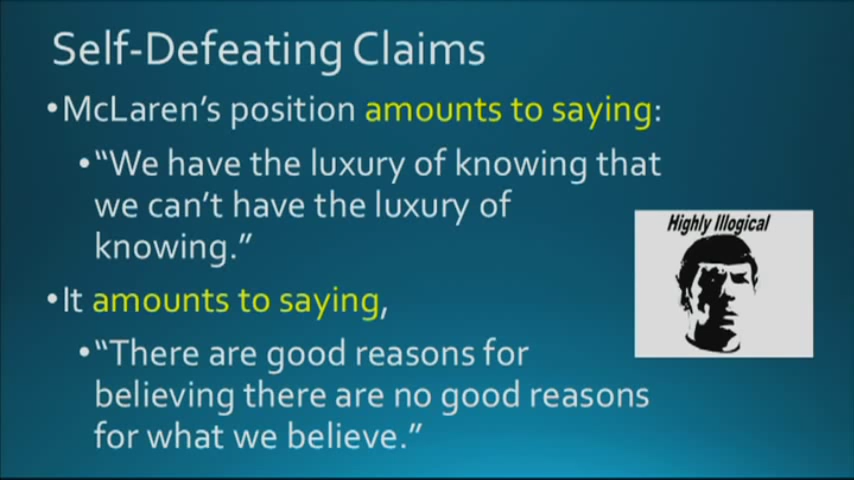 Self-Defeating Claims
•McLaren's position amounts to saying:
•“We have the luxury of knowing that
we can't have the luxury of
knowing.”
Highly Illogical
•It amounts to saying,
•“There are good reasons for
believing there are no good reasons
for what we believe.”